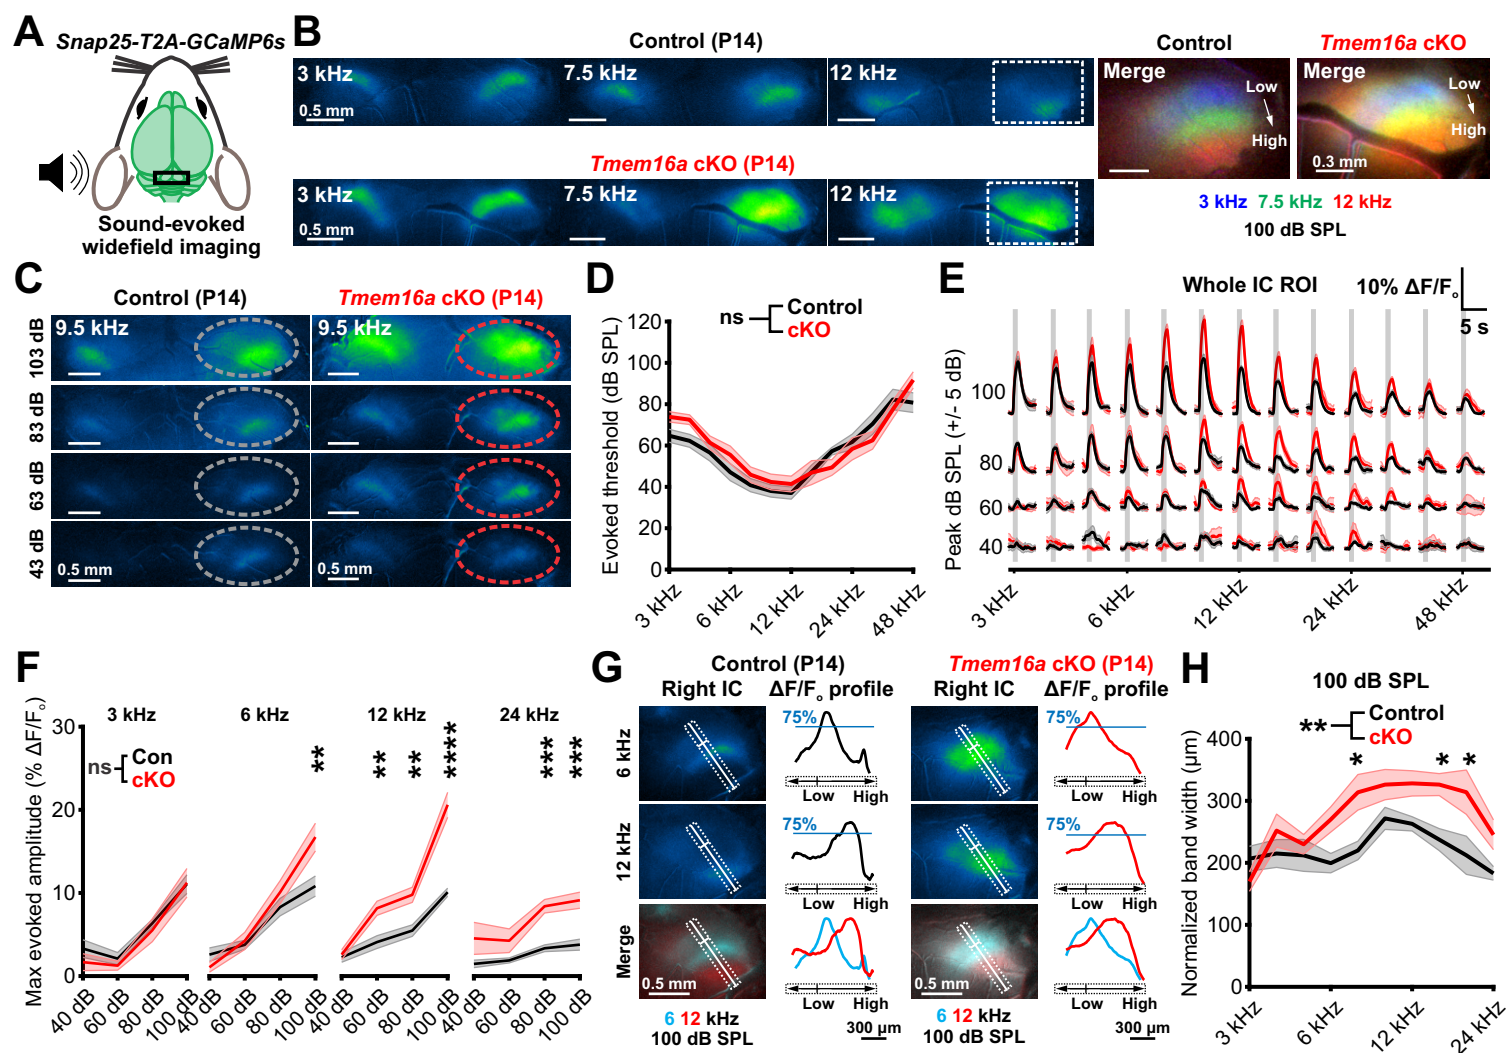 A
Snap25-T2A-GCaMP6s
Sound-evoked
widefield imaging
B
Control (P14)
3 kHz
0.5 mm
7.5 kHz
12 kHz
Tmem16a cKO (P14)
3 kHz
0.5 mm
7.5 kHz
12 kHz
Control
Tmem16a cKO
Merge
Low
High
Merge
Low
High
0.3 mm
3 kHz 7.5 kHz 12 kHz
100 dB SPL
C
Control (P14)
Tmem16a cKO (P14)
103 dB
9.5 kHz
9.5 kHz
83 dB
63 dB
43 dB
0.5 mm
0.5 mm
D
ns
Control
cKO
Evoked threshold (dB SPL)
120
100
80
60
40
20
0
3 kHz
6 kHz
12 kHz
24 kHz
48 kHz
E
Whole IC ROI
10% ΔF/Fo
5 s
Peak dB SPL (+/- 5 dB)
100
80
60
40
3 kHz
6 kHz
12 kHz
24 kHz
48 kHz
F
Max evoked amplitude (% ΔF/Fo)
30
20
10
0
3 kHz
6 kHz
12 kHz
24 kHz
ns
Con
cKO
**
**
**
****
***
***
40 dB
60 dB
80 dB
100 dB
40 dB
60 dB
80 dB
100 dB
40 dB
60 dB
80 dB
100 dB
40 dB
60 dB
80 dB
100 dB
G
Control (P14)
Tmem16a cKO (P14)
Right IC
ΔF/Fo profile
Right IC
ΔF/Fo profile
6 kHz
75%
Low
High
75%
Low
High
12 kHz
75%
Low
High
75%
Low
High
Merge
0.5 mm
Low
High
0.5 mm
Low
High
6 12 kHz
100 dB SPL
300 µm
6 12 kHz
100 dB SPL
300 µm
H
100 dB SPL
**
Control
cKO
*
*
*
Normalized band width (µm)
400
300
200
100
0
3 kHz
6 kHz
12 kHz
24 kHz